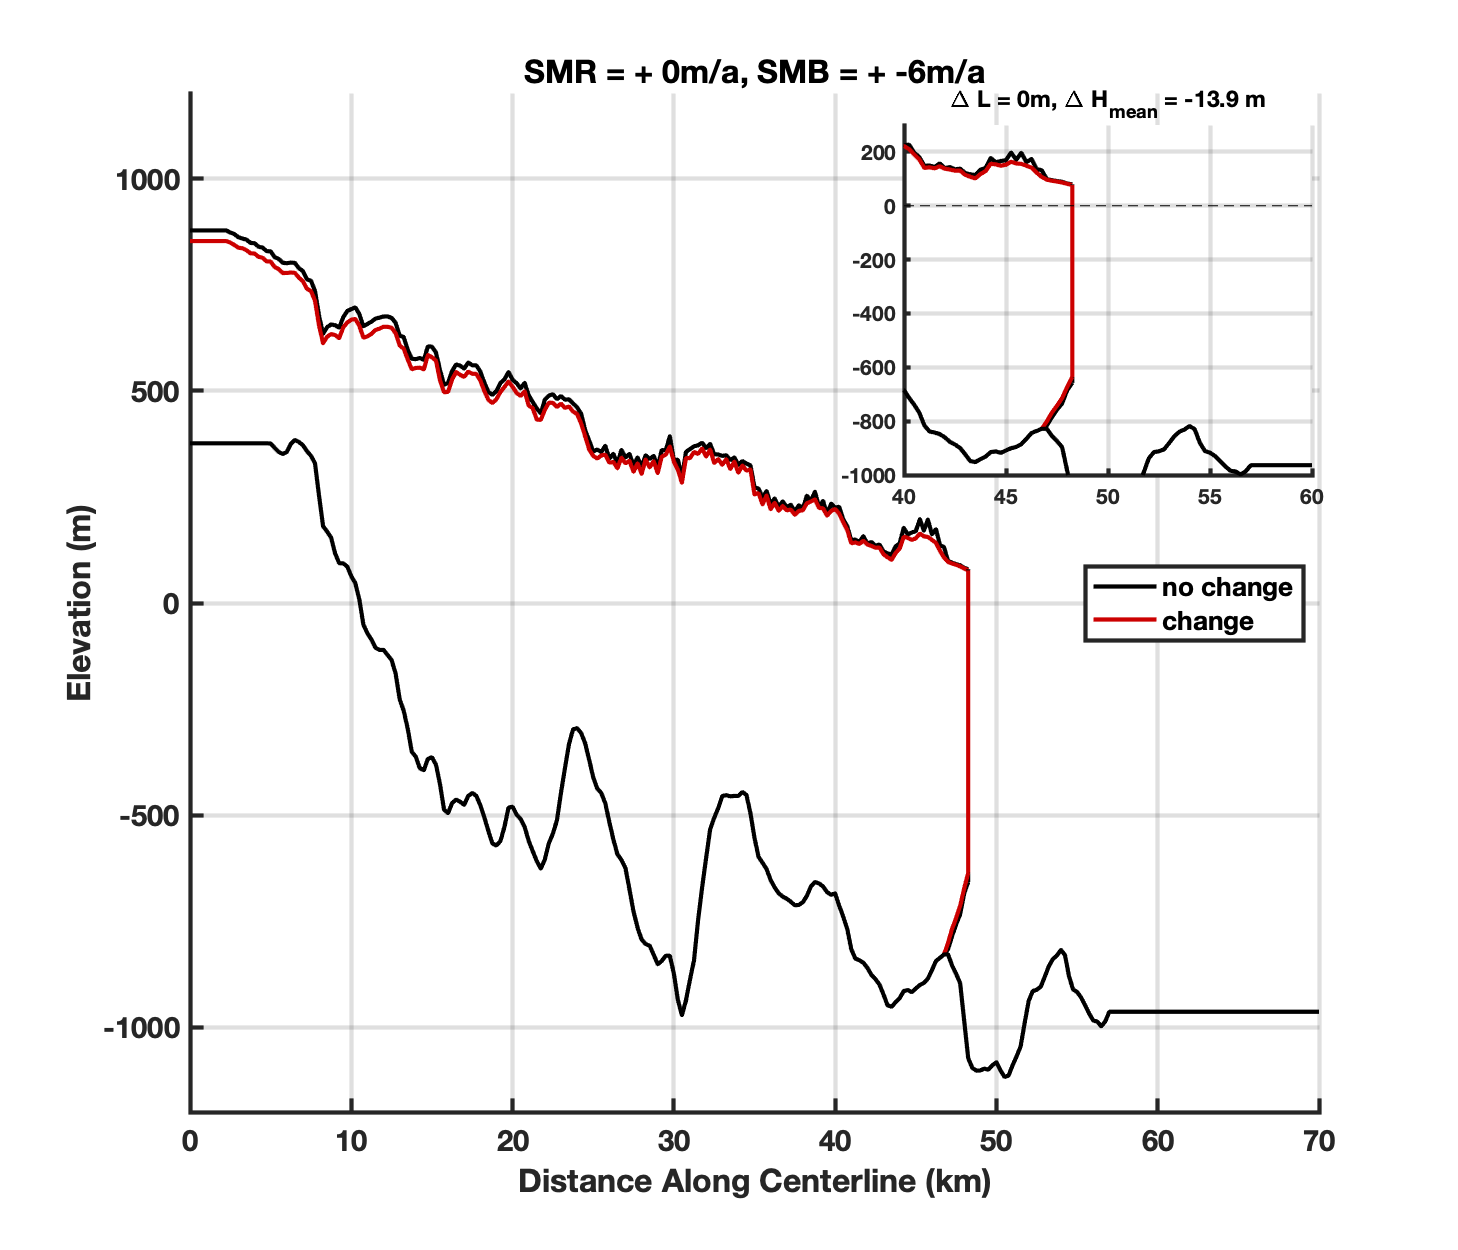 SMR = + 0m/a, SMB = + -6m/a
△ L = 0m, △ Hmean = -13.9 m
200
0
-200
-400
-600
-800
-1000
40 45 50 55 60
1000
500
0
-500
-1000
Elevation (m)
no change
change
0 10 20 30 40 50 60 70
Distance Along Centerline (km)